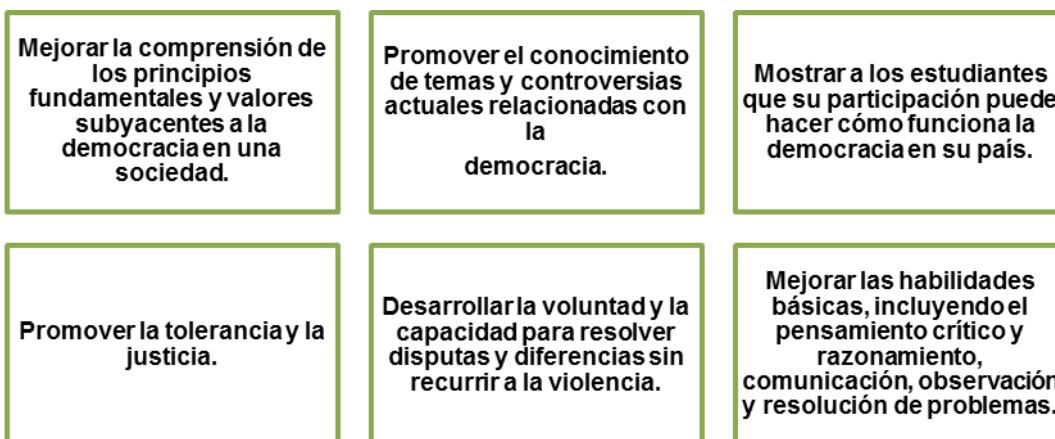 Mejorar la comprensión de
los principios
fundamentales y valores
subyacentes a la
democracia en una
sociedad.
Promover el conocimiento
de temas y controversias
actuales relacionadas con
la
democracia.
Mostrar a los estudiantes
que su participación puede
hacer cómo funciona la
democracia en su país.
Promover la tolerancia y la
justicia.
Desarrollar la voluntad y la
capacidad para resolver
disputas y diferencias sin
recurrir a la violencia.
Mejorar las habilidades
básicas, incluyendo el
pensamiento crítico y
razonamiento,
comunicación, observación
y resolución de problemas.